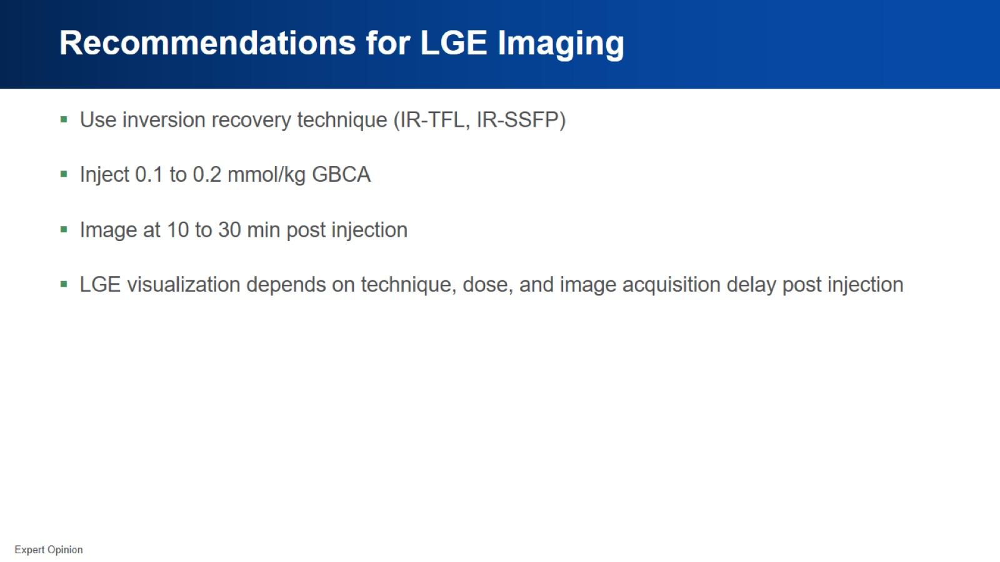 Recommendations for LGE Imaging
▪ Use inversion recovery technique (IR-TFL, IR-SSFP)
▪ Inject 0.1 to 0.2 mmol/kg GBCA
▪ Image at 10 to 30 min post injection
▪ LGE visualization depends on technique, dose, and image acquisition delay post injection
Expert Opinion